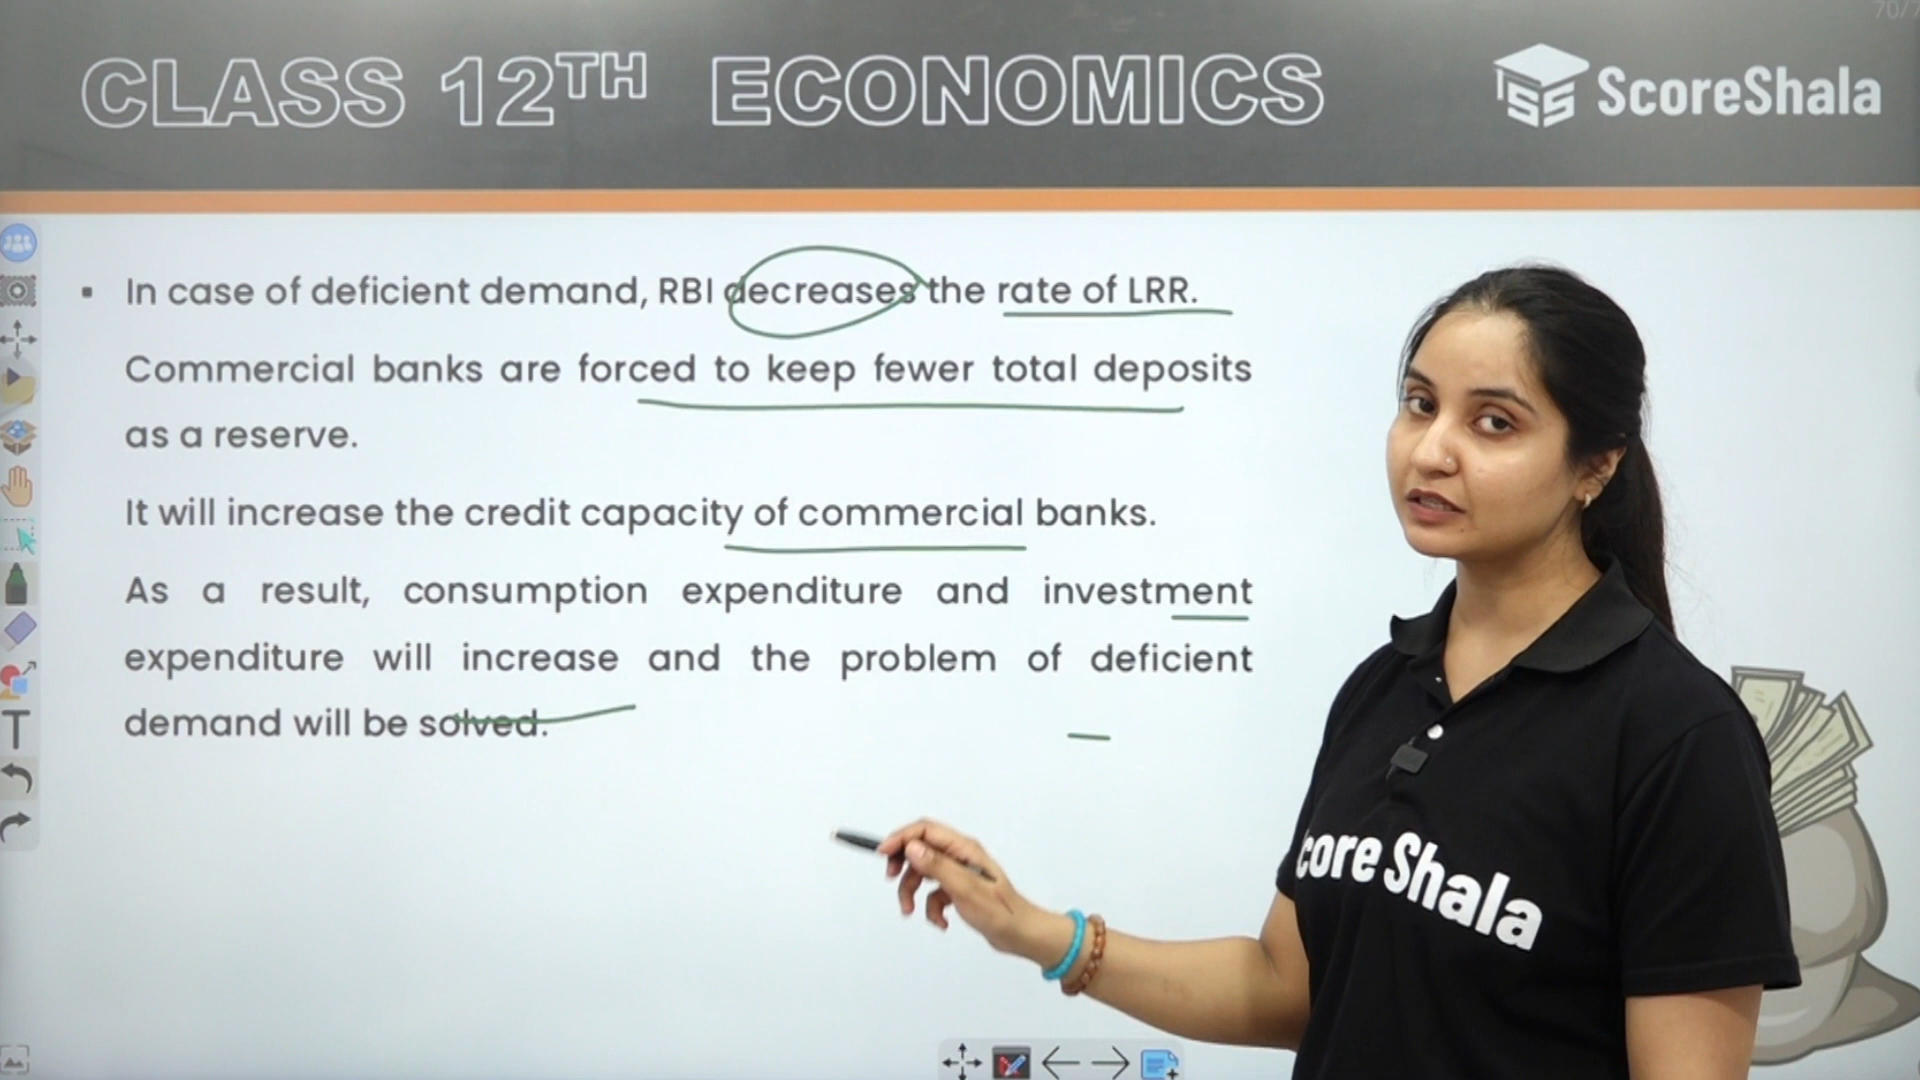 70/7
CLASS 12TH ECONOMICS
ScoreShala
▪ In case of deficient demand, RBI decreases the rate of LRR.
Commercial banks are forced to keep fewer total deposits
as a reserve.
It will increase the credit capacity of commercial banks.
As a result, consumption expenditure and investment
expenditure will increase and the problem of deficient
demand will be solved.
core Shala